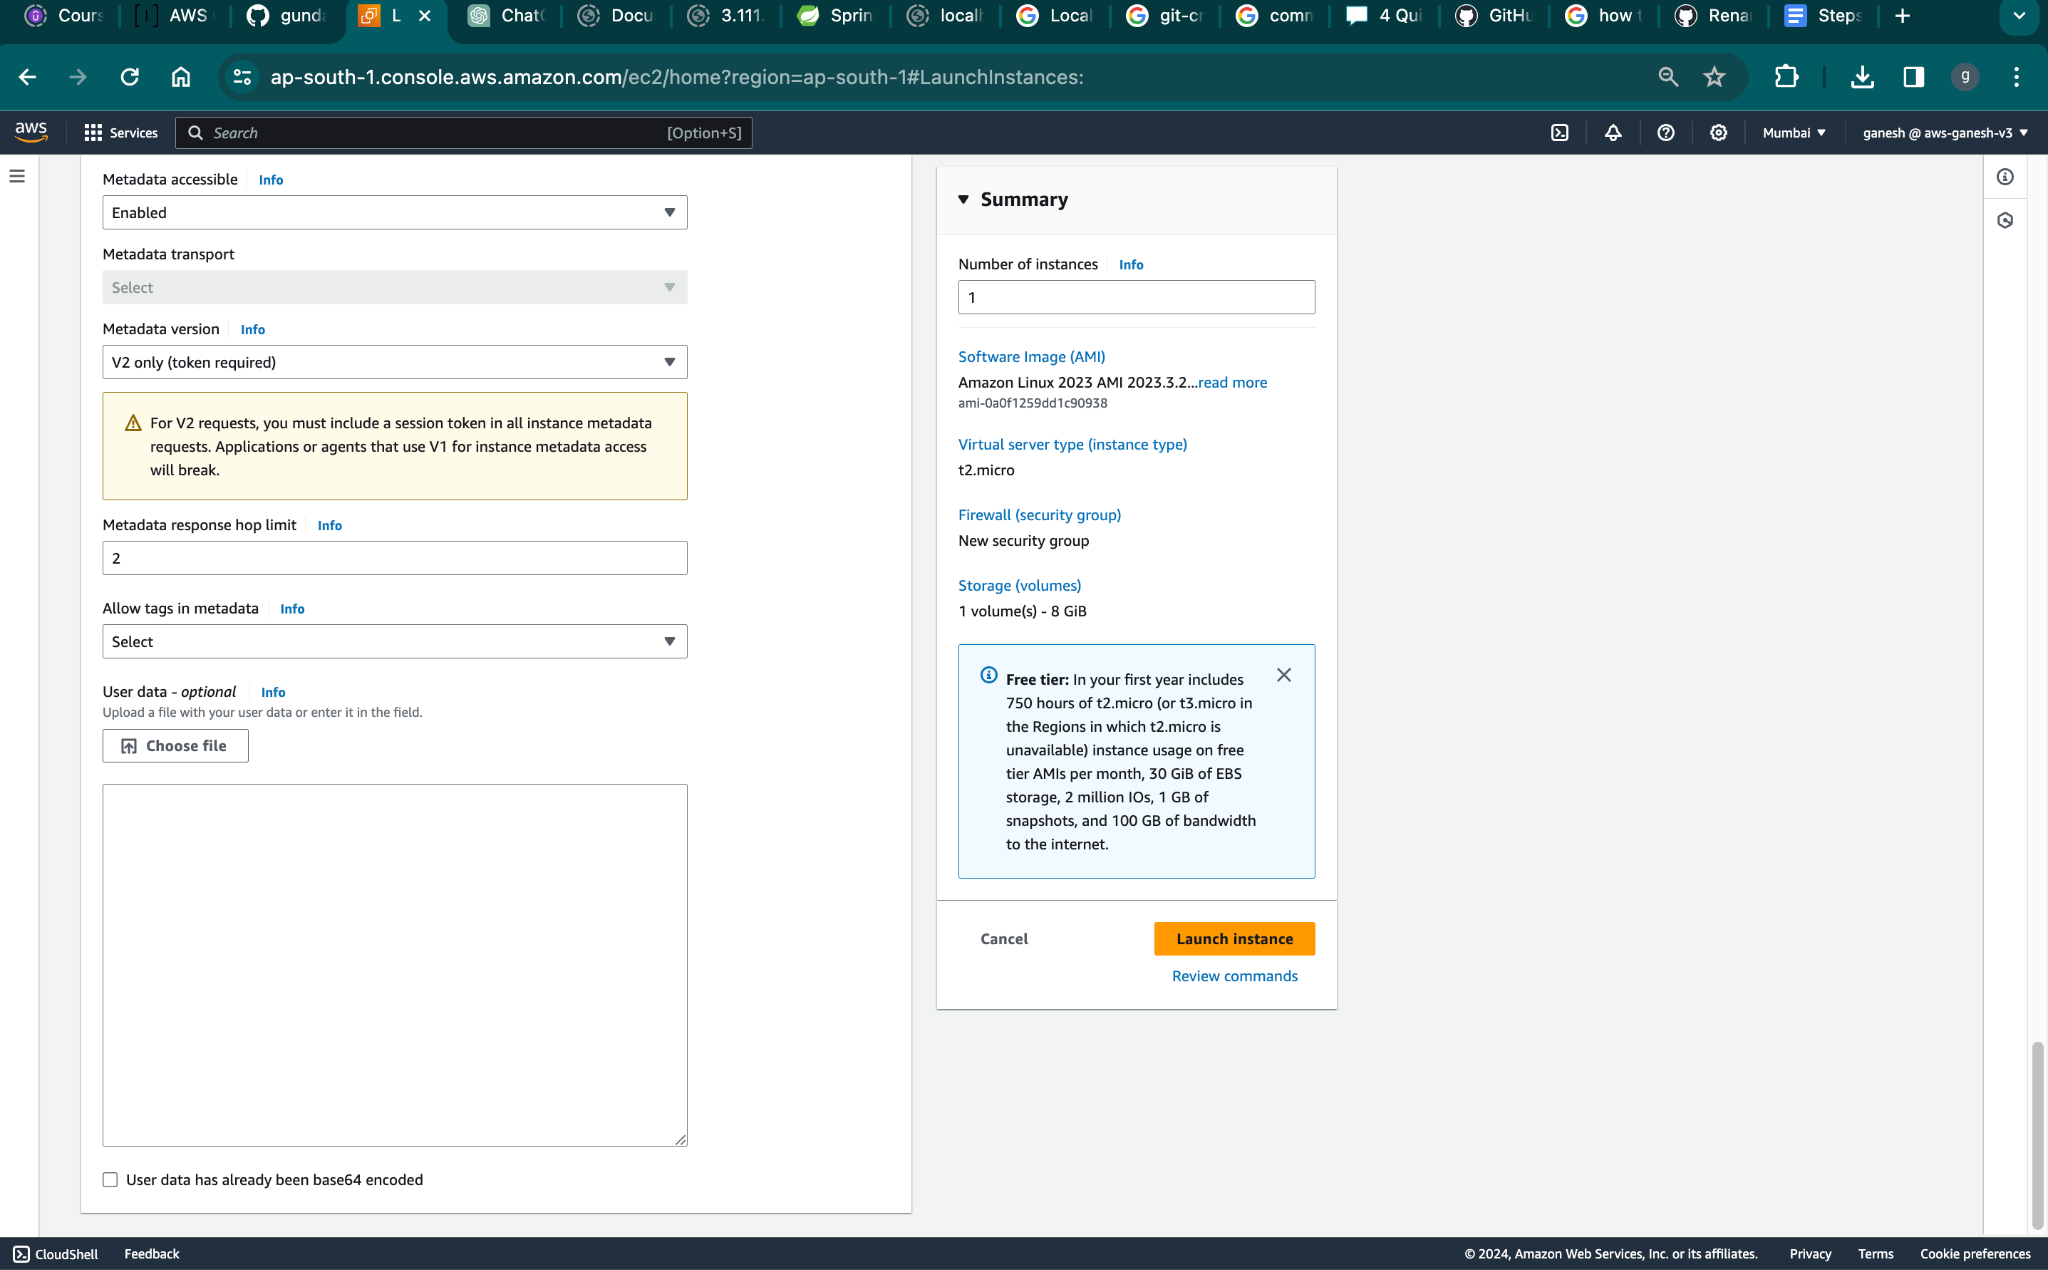 Cours
AWS
gunda
L
Chat
Docu
3.111.
Sprin
local
Local
git-cr
comm
4 Qui
GitHu
how t
Rena
Steps
ap-south-1.console.aws.amazon.com/ec2/home?region=ap-south-1#LaunchInstances:
g
aws
Services
Search
[Option+S]
Mumbai
ganesh @ aws-ganesh-v3
Metadata accessible
Info
Enabled
Metadata transport
Select
Metadata version
Info
V2 only (token required)
For V2 requests, you must include a session token in all instance metadata
requests. Applications or agents that use V1 for instance metadata access
will break.
Metadata response hop limit
Info
2
Allow tags in metadata
Info
Select
User data - optional
Info
Upload a file with your user data or enter it in the field.
Choose file
User data has already been base64 encoded
Summary
Number of instances
Info
1
Software Image (AMI)
Amazon Linux 2023 AMI 2023.3.2...read more
ami-0a0f1259dd1c90938
Virtual server type (instance type)
t2.micro
Firewall (security group)
New security group
Storage (volumes)
1 volume(s) - 8 GiB
Free tier: In your first year includes
750 hours of t2.micro (or t3.micro in
the Regions in which t2.micro is
unavailable) instance usage on free
tier AMIs per month, 30 GiB of EBS
storage, 2 million IOs, 1 GB of
snapshots, and 100 GB of bandwidth
to the internet.
Cancel
Launch instance
Review commands
CloudShell
Feedback
© 2024, Amazon Web Services, Inc. or its affiliates.
Privacy
Terms
Cookie preferences